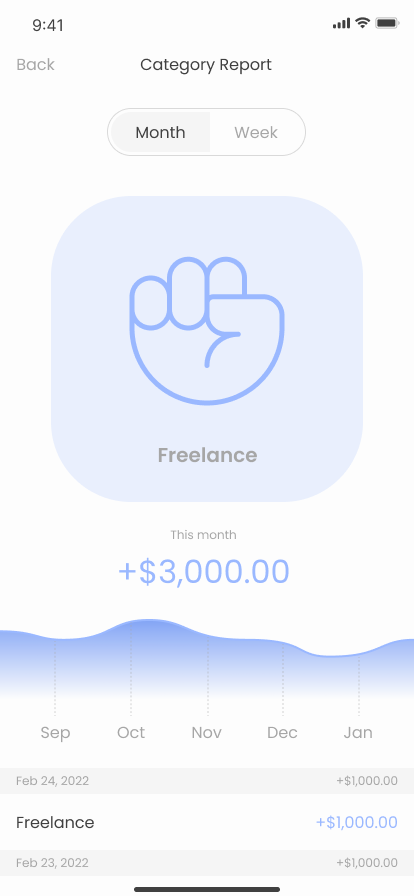 9:41
Back
Category Report
Month Week
Freelance
This month
+$3,000.00
Sep Oct Nov Dec Jan
Feb 24, 2022 +$1,000.00
Freelance +$1,000.00
Feb 23, 2022 +$1,000.00